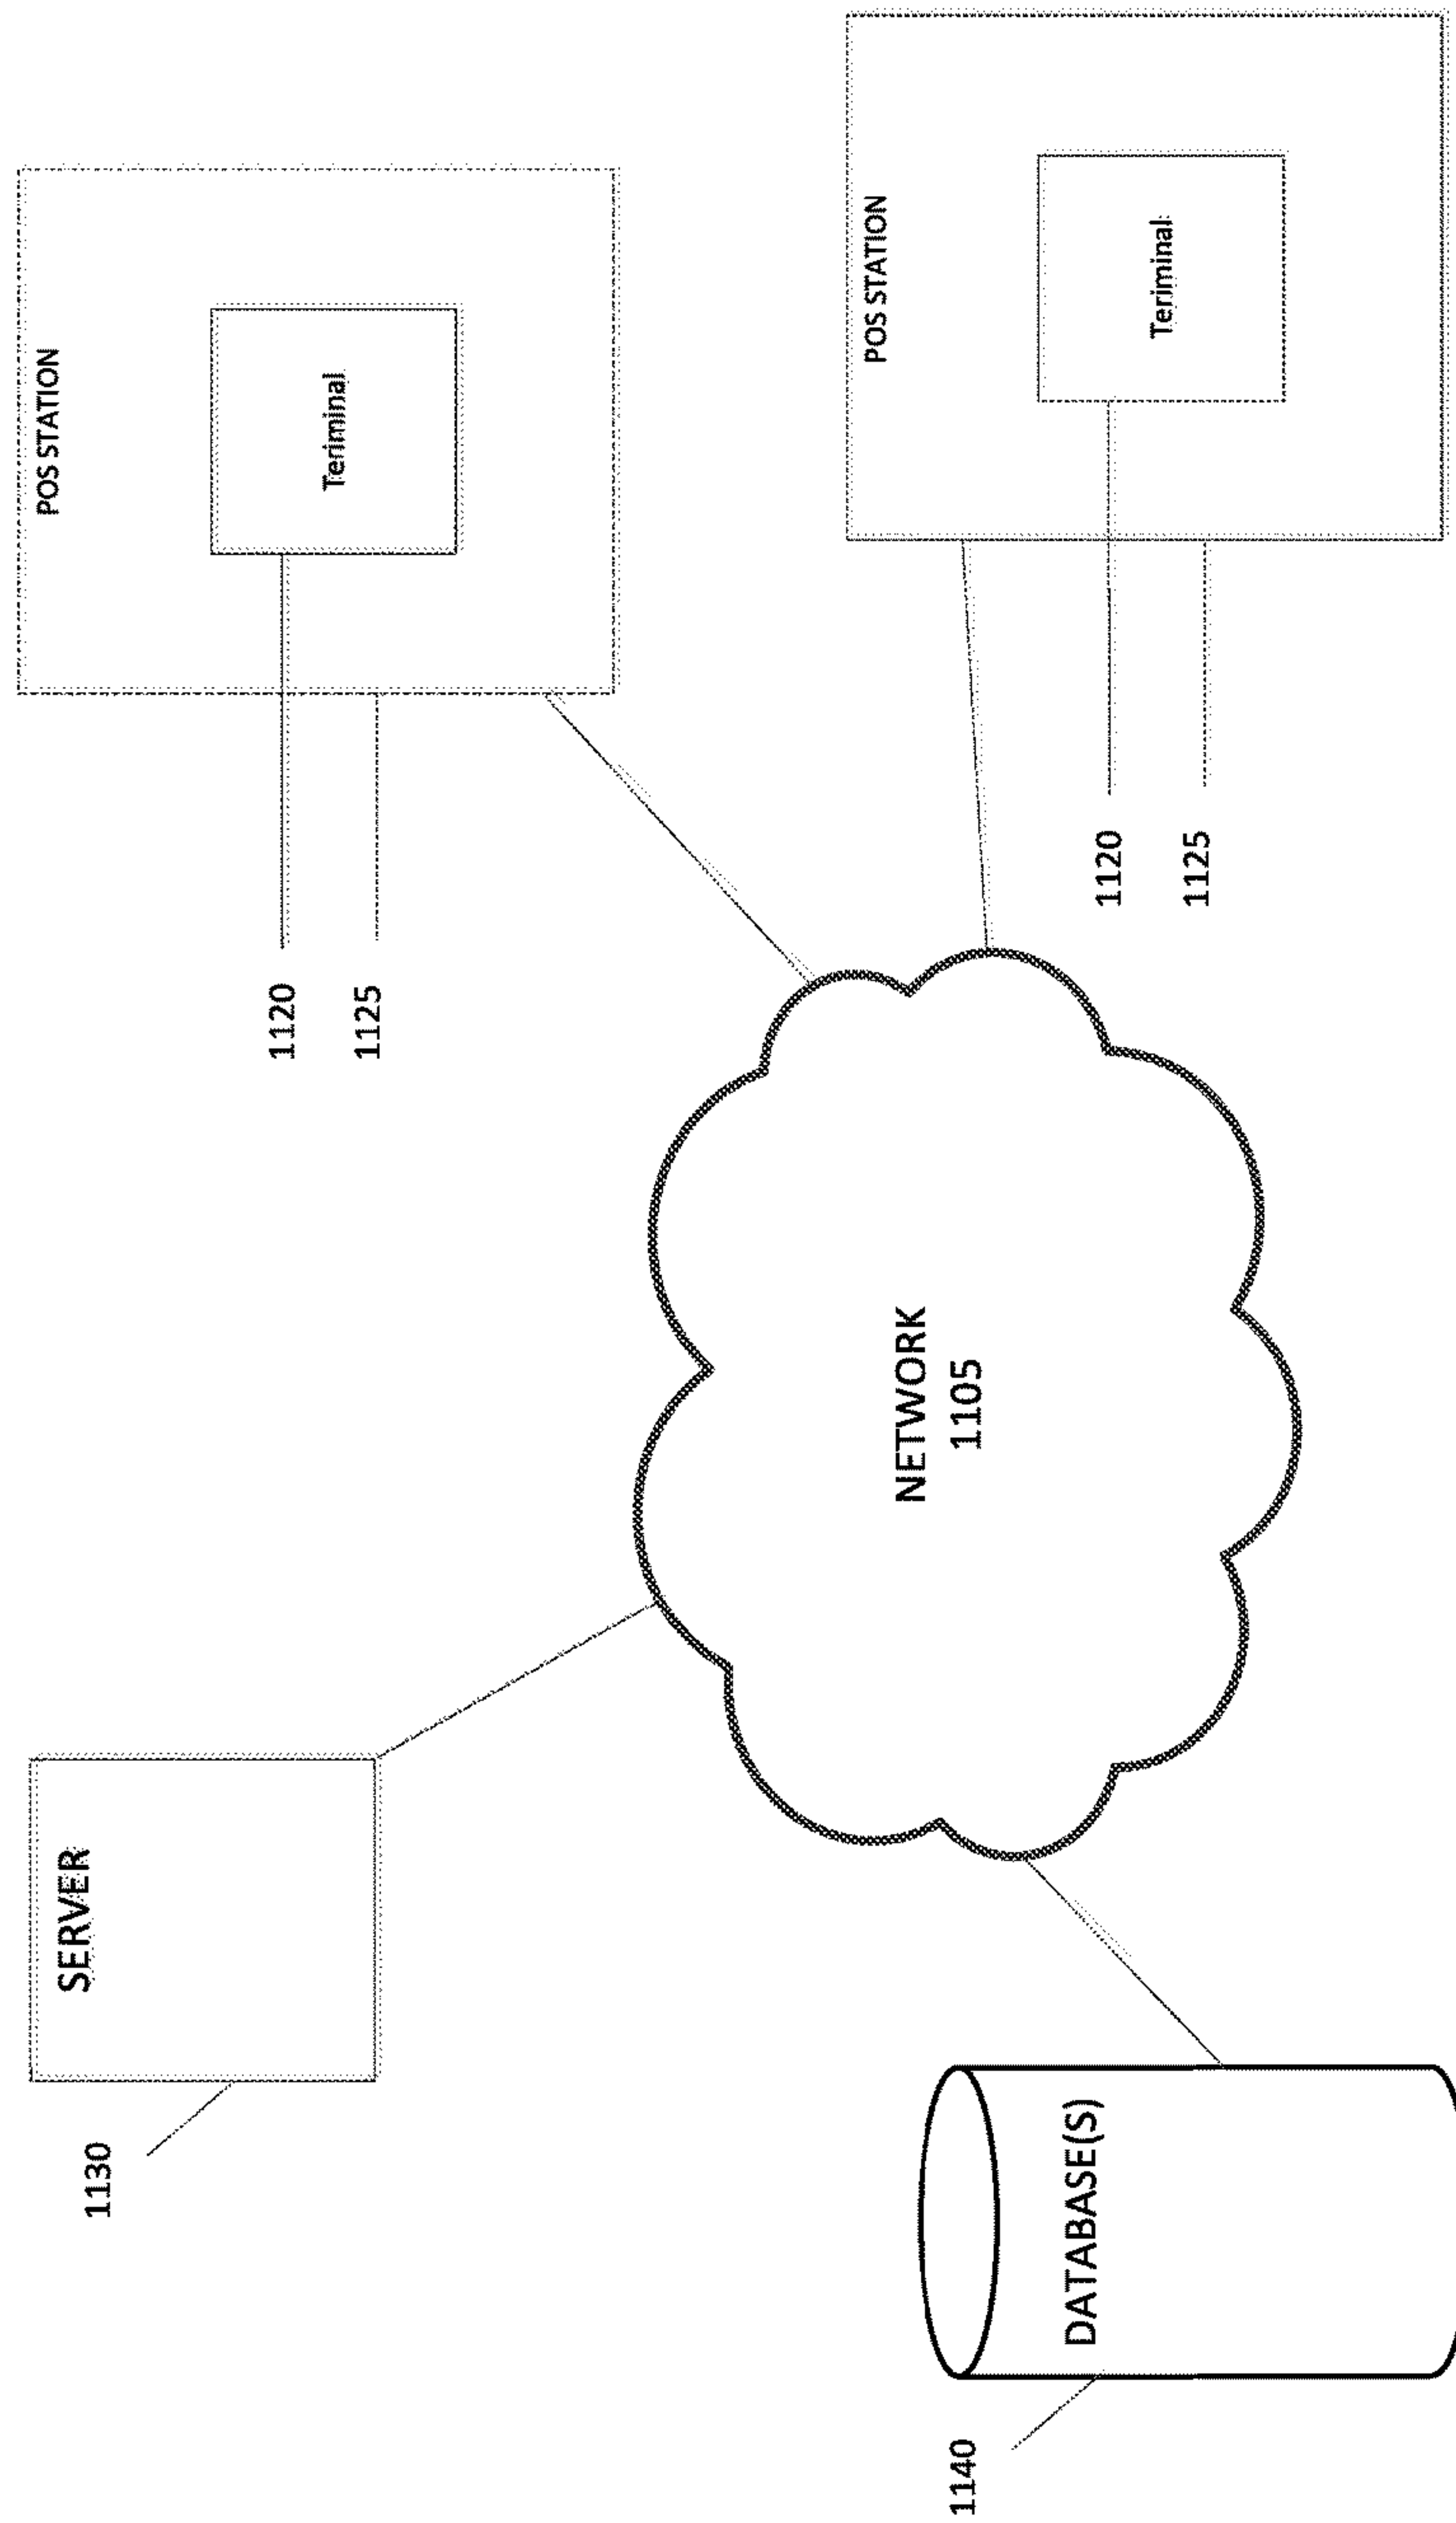 SERVER
1130
POS STATION
Teriminal
1120
1125
NETWORK
1105
POS STATION
Teriminal
1120
1125
DATABASE(S)
1140